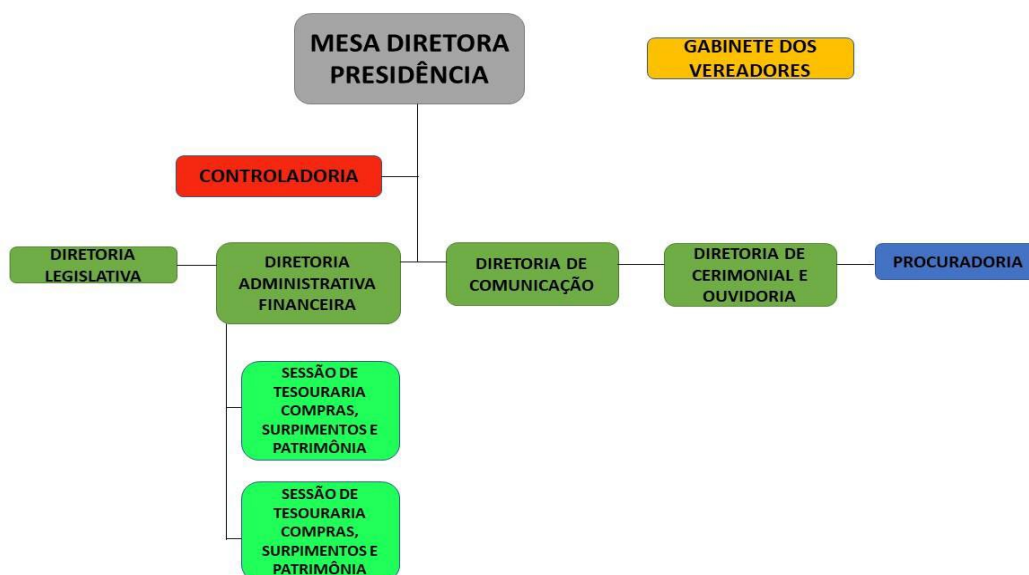 MESA DIRETORA
PRESIDÊNCIA
GABINETE DOS
VEREADORES
CONTROLADORIA
DIRETORIA
LEGISLATIVA
DIRETORIA
ADMINISTRATIVA
FINANCEIRA
DIRETORIA DE
COMUNICAÇÃO
DIRETORIA DE
CERIMONIAL E
OUVIDORIA
PROCURADORIA
SESSÃO DE
TESOURARIA
COMPRAS,
SURPIMENTOS E
PATRIMÔNIA
SESSÃO DE
TESOURARIA
COMPRAS,
SURPIMENTOS E
PATRIMÔNIA